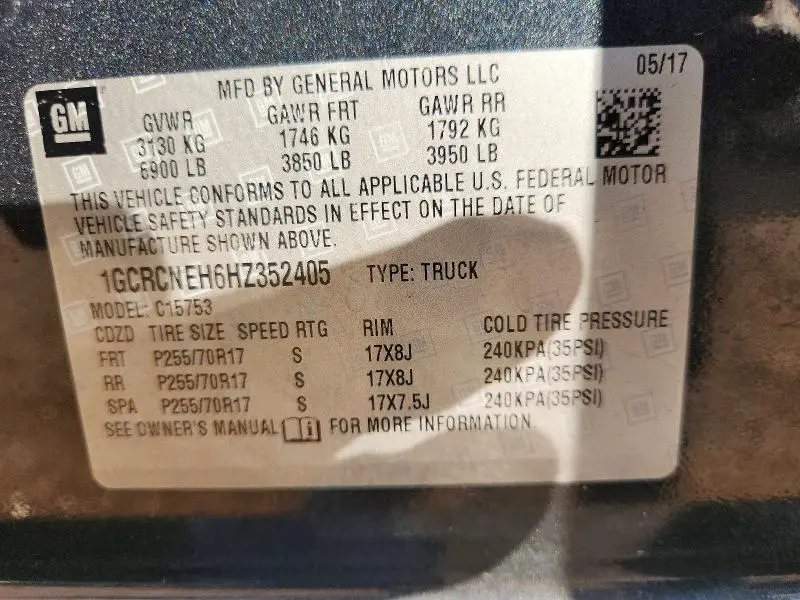 GM
MFD BY GENERAL MOTORS LLC 05/17
GVWR GAWR FRT GAWR RR
3130 KG 1746 KG 1792 KG
6900 LB 3850 LB 3950 LB
THIS VEHICLE CONFORMS TO ALL APPLICABLE U.S. FEDERAL MOTOR
VEHICLE SAFETY STANDARDS IN EFFECT ON THE DATE OF
MANUFACTURE SHOWN ABOVE.
1GCRCNEH6HZ352405 TYPE: TRUCK
MODEL: C15753
CDZD TIRE SIZE SPEED RTG RIM COLD TIRE PRESSURE
FRT P255/70R17 S 17X8J 240KPA(35PSI)
RR P255/70R17 S 17X8J 240KPA(35PSI)
SPA P255/70R17 S 17X7.5J 240KPA(35PSI)
SEE OWNER'S MANUAL i FOR MORE INFORMATION.